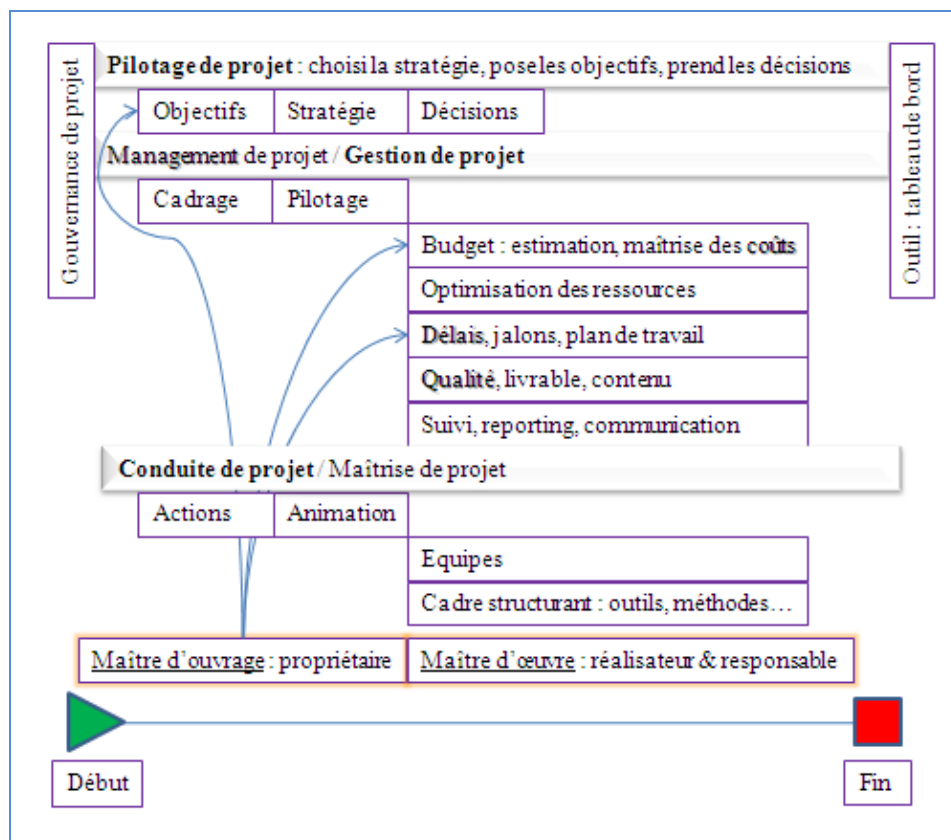 Gouvernance de projet
Pilotage de projet : choisi la stratégie, pose les objectifs, prend les décisions
Outil : tableau de bord
Objectifs
Stratégie
Décisions
Management de projet / Gestion de projet
Cadrage
Pilotage
Budget : estimation, maîtrise des coûts
Optimisation des ressources
Délais, jalons, plan de travail
Qualité, livrable, contenu
Suivi, reporting, communication
Conduite de projet / Maîtrise de projet
Actions
Animation
Equipes
Cadre structurant : outils, méthodes…
Maître d’ouvrage : propriétaire
Maître d’œuvre : réalisateur & responsable
Début
Fin